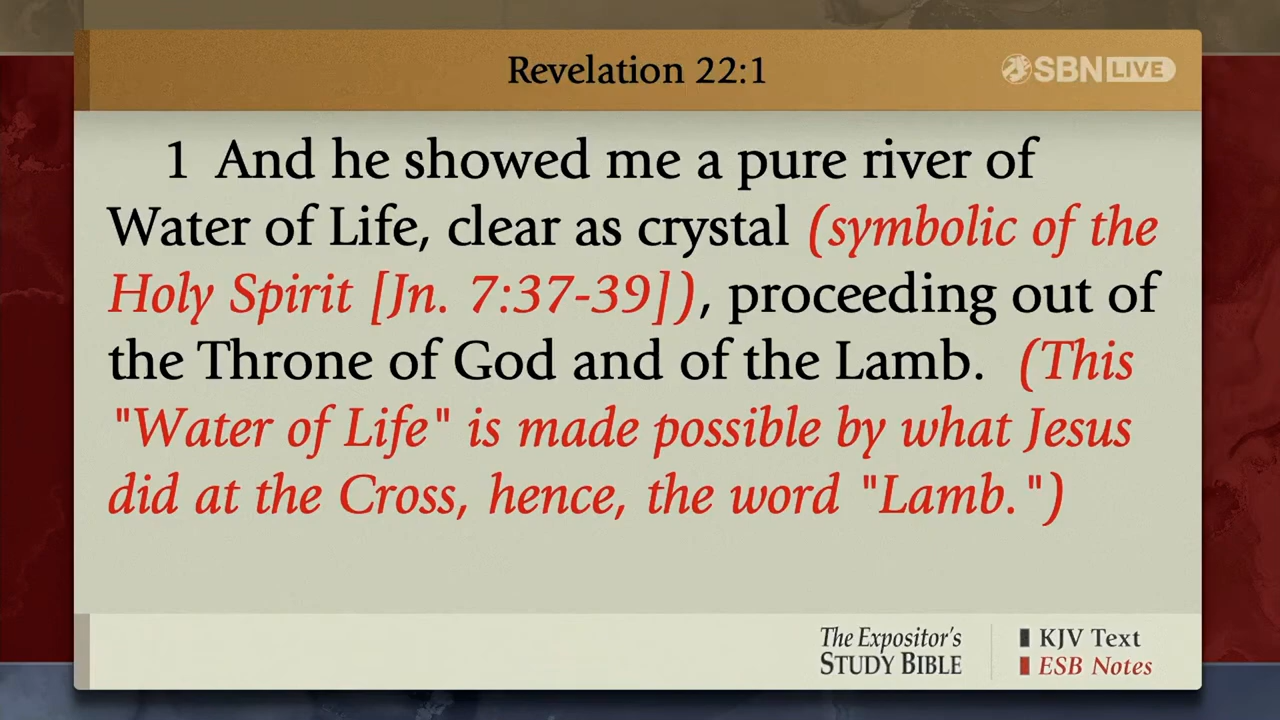 Revelation 22:1
SBN LIVE
1 And he showed me a pure river of
Water of Life, clear as crystal (symbolic of the
Holy Spirit [Jn. 7:37-39]), proceeding out of
the Throne of God and of the Lamb. (This
"Water of Life" is made possible by what Jesus
did at the Cross, hence, the word "Lamb.")
The Expositor's
STUDY BIBLE
KJV Text
ESB Notes